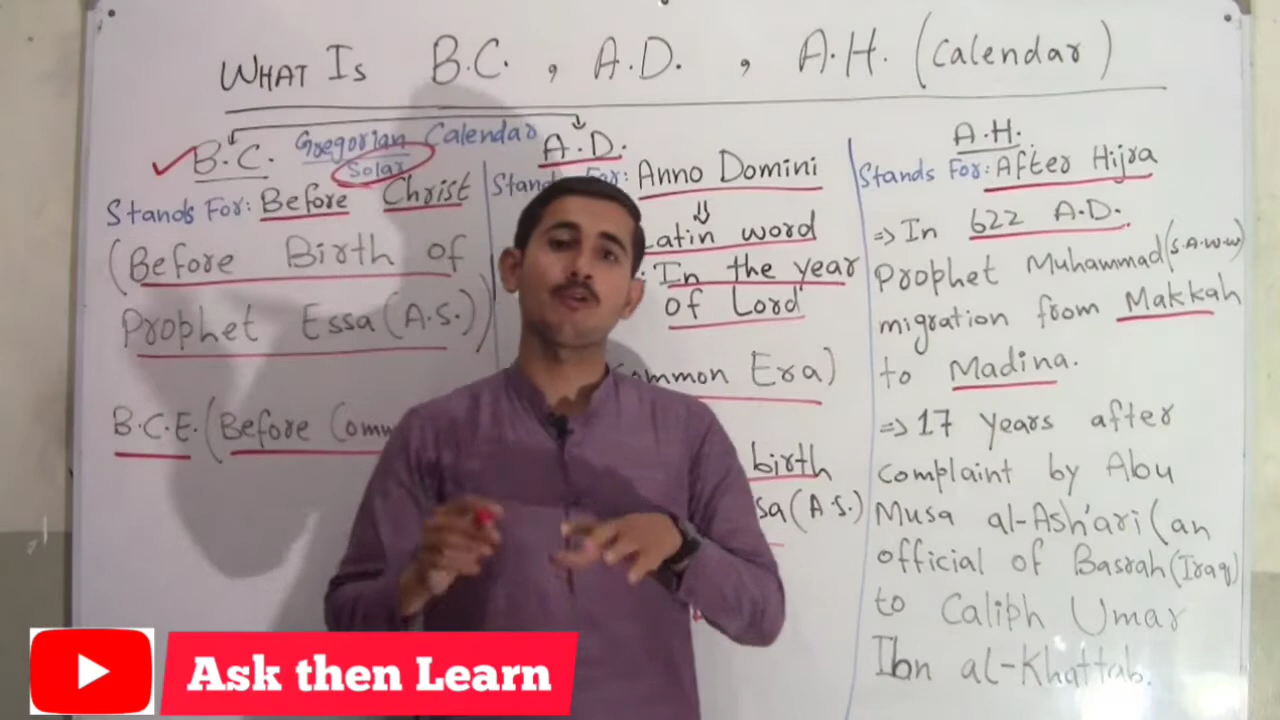 WHAT IS B.C. , A.D. , A.H. (Calendar)
Gregorian Calendar
Solar
B.C.
Stands For: Before Christ
(Before Birth of
Prophet Essa (A.S.))
B.C.E. (Before
A.D.
Anno Domini
Latin word
In the year
of Lord
Era)
birth
(A.S.)
A.H.
Stands For: After Hijra
⇒ In 622 A.D.
Prophet Muhammad (S.A.W.W)
migration from Makkah
to Madina.
⇒ 17 years after
complaint by Abu
Musa al-Ash'ari (an
official of Basrah (Iraq)
to Caliph Umar
Ibn al-Khattab.
Ask then Learn